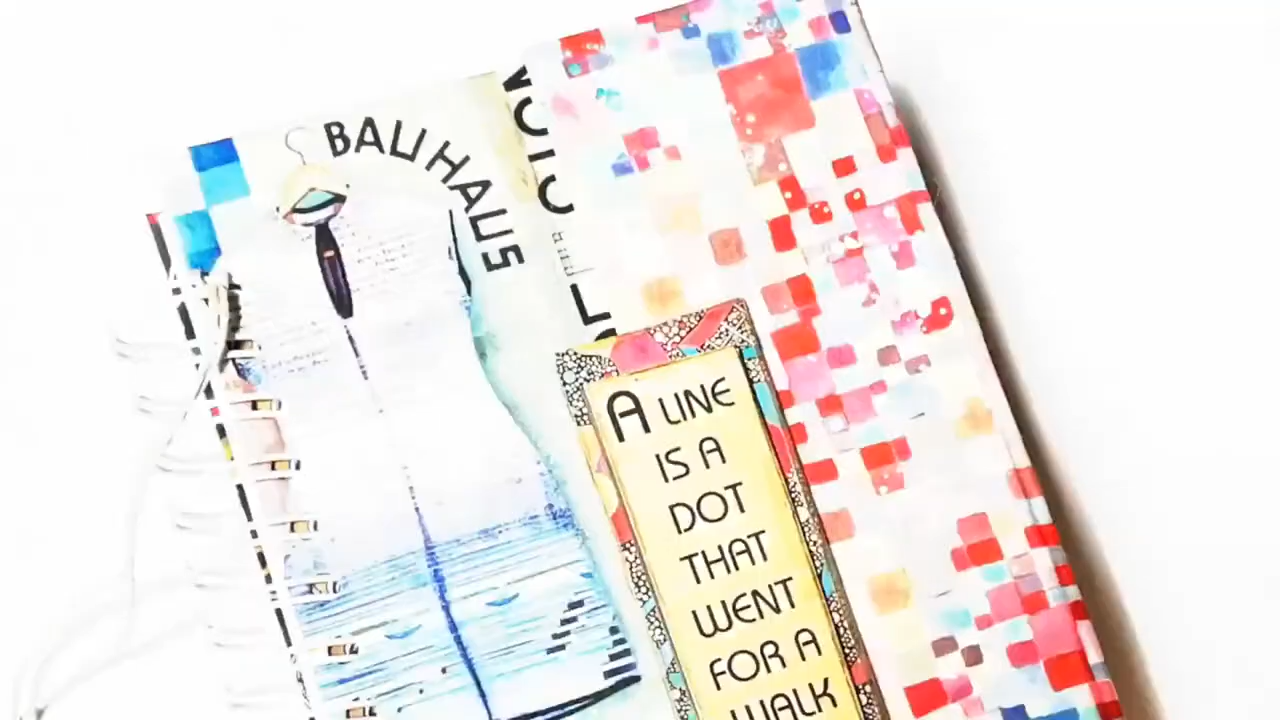 BAUHAUS
A LINE
IS A
DOT
THAT
WENT
FOR A
WALK